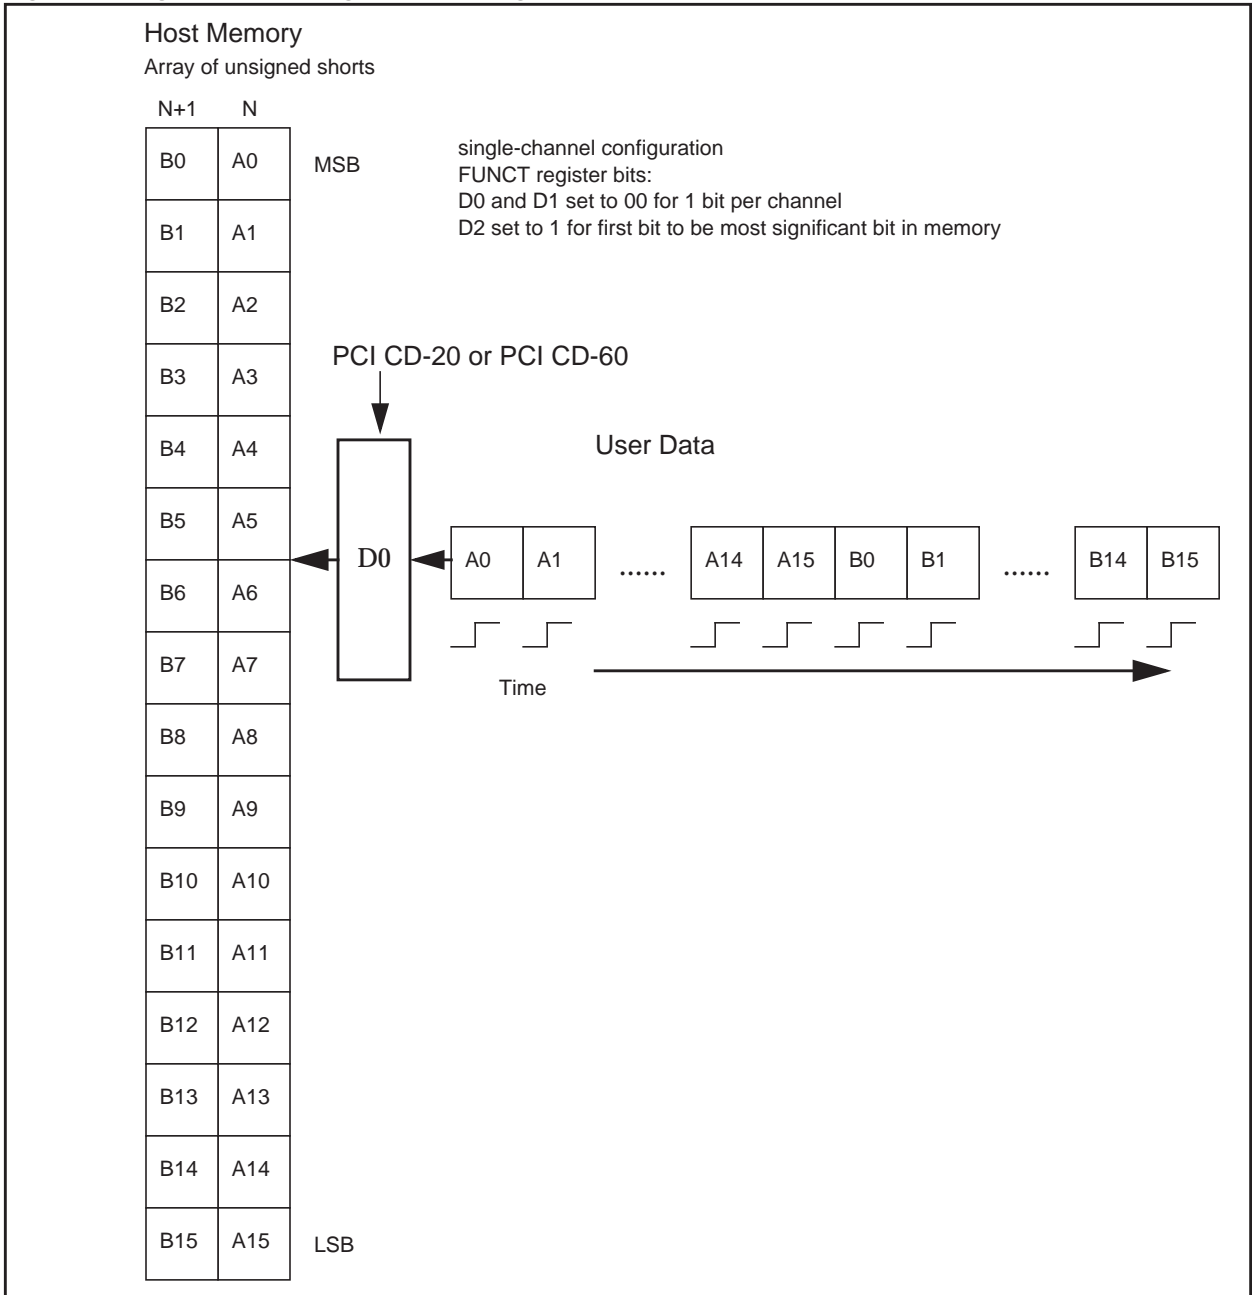 Host Memory
Array of unsigned shorts
N+1 N
B0 A0 MSB
single-channel configuration
FUNCT register bits:
D0 and D1 set to 00 for 1 bit per channel
D2 set to 1 for first bit to be most significant bit in memory
B1 A1
B2 A2
PCI CD-20 or PCI CD-60
B3 A3
B4 A4
User Data
B5 A5
D0 A0 A1 ...... A14 A15 B0 B1 ...... B14 B15
B6 A6
B7 A7
Time
B8 A8
B9 A9
B10 A10
B11 A11
B12 A12
B13 A13
B14 A14
B15 A15 LSB